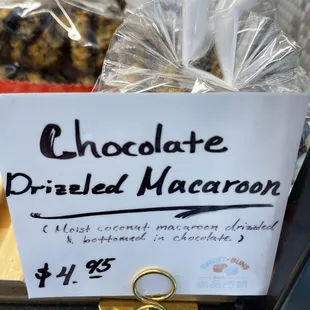 Chocolate
Drizzled Macaroon
(Moist coconut macaroon drizzled
& bottomed in chocolate.)
$4.95